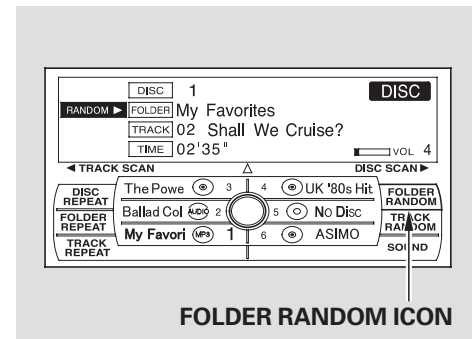 DISC 1 DISC
RANDOM ▶ FOLDER My Favorites
TRACK 02 Shall We Cruise?
TIME 02'35" VOL 4
◀ TRACK SCAN △ DISC SCAN ▶
DISC REPEAT The Powe 3 4 UK '80s Hit FOLDER RANDOM
FOLDER REPEAT Ballad Col AUDIO 2 5 NO DISC TRACK RANDOM
TRACK REPEAT My Favori MP3 1 6 ASIMO SOUND
FOLDER RANDOM ICON